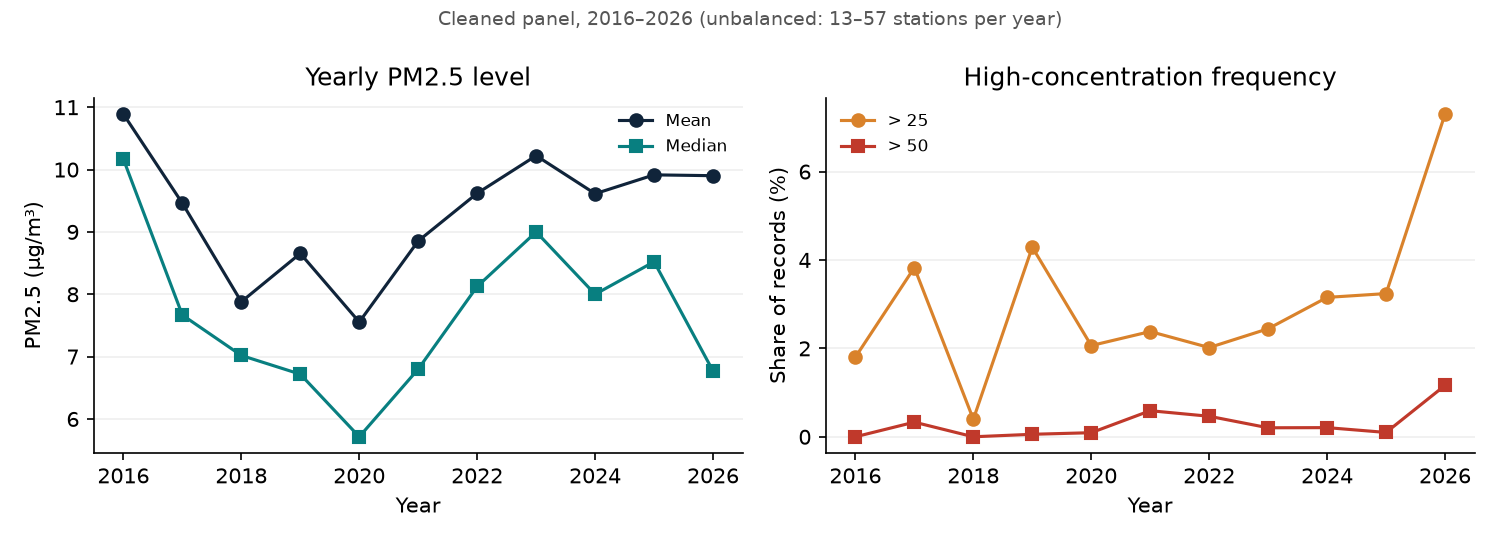 Cleaned panel, 2016–2026 (unbalanced: 13–57 stations per year)
Yearly PM2.5 level
PM2.5 (µg/m³)
11
10
9
8
7
6
Mean
Median
2016 2018 2020 2022 2024 2026
Year
High-concentration frequency
Share of records (%)
6
4
2
0
> 25
> 50
2016 2018 2020 2022 2024 2026
Year